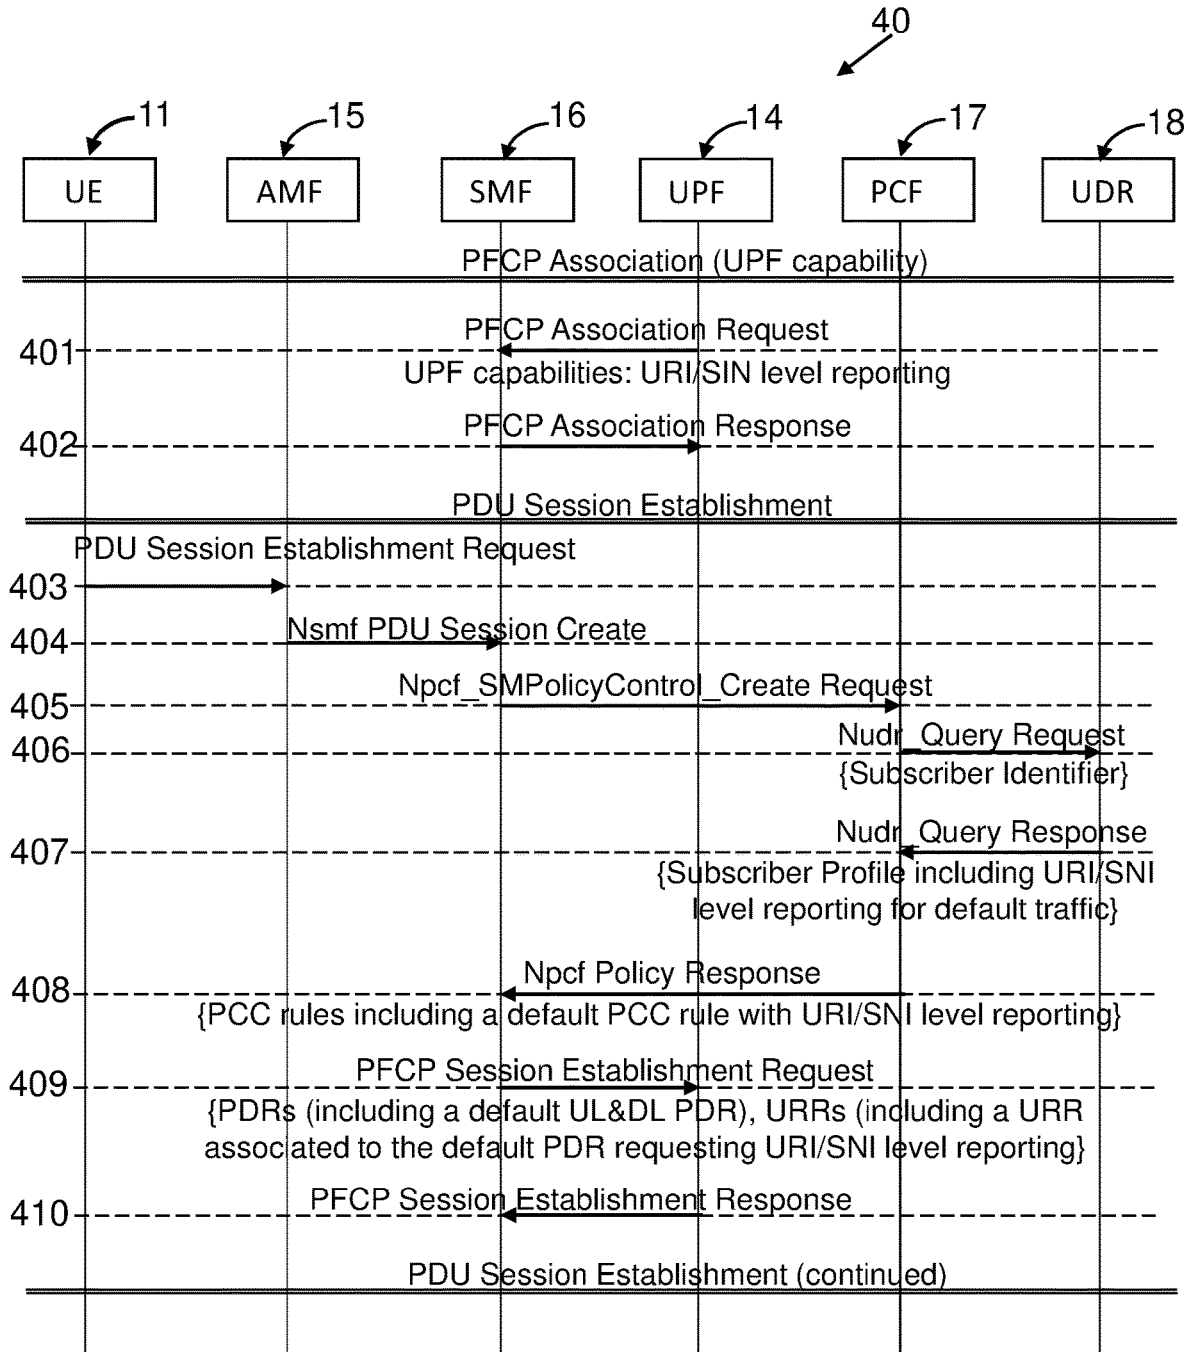 40
11
15
16
14
17
18
UE
AMF
SMF
UPF
PCF
UDR
PFCP Association (UPF capability)
PFCP Association Request
401
UPF capabilities: URI/SIN level reporting
PFCP Association Response
402
PDU Session Establishment
PDU Session Establishment Request
403
Nsmf PDU Session Create
404
Npcf_SMPolicyControl_Create Request
405
Nudr_Query Request
406
{Subscriber Identifier}
Nudr_Query Response
407
{Subscriber Profile including URI/SNI
level reporting for default traffic}
Npcf Policy Response
408
{PCC rules including a default PCC rule with URI/SNI level reporting}
PFCP Session Establishment Request
409
{PDRs (including a default UL&DL PDR), URRs (including a URR
associated to the default PDR requesting URI/SNI level reporting}
PFCP Session Establishment Response
410
PDU Session Establishment (continued)